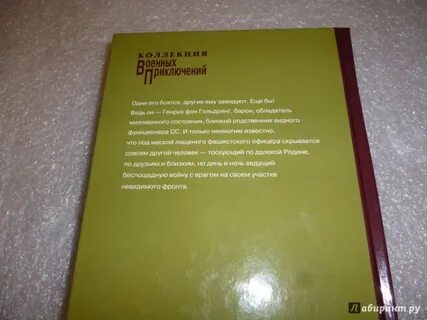 КОЛЛЕКЦИЯ
Военных
Приключений
Одни его боятся, другие ему завидуют. Еще бы!
Ведь он — Генрих фон Гольдринг, барон, обладатель
миллионного состояния, близкий родственник видного
функционера СС. И только немногим известно,
что под маской лощеного фашистского офицера скрывается
совсем другой человек — тоскующий по далекой Родине,
по друзьям и близким, но день и ночь ведущий
беспощадную войну с врагом на своем участке
невидимого фронта.
Лабиринт.ру